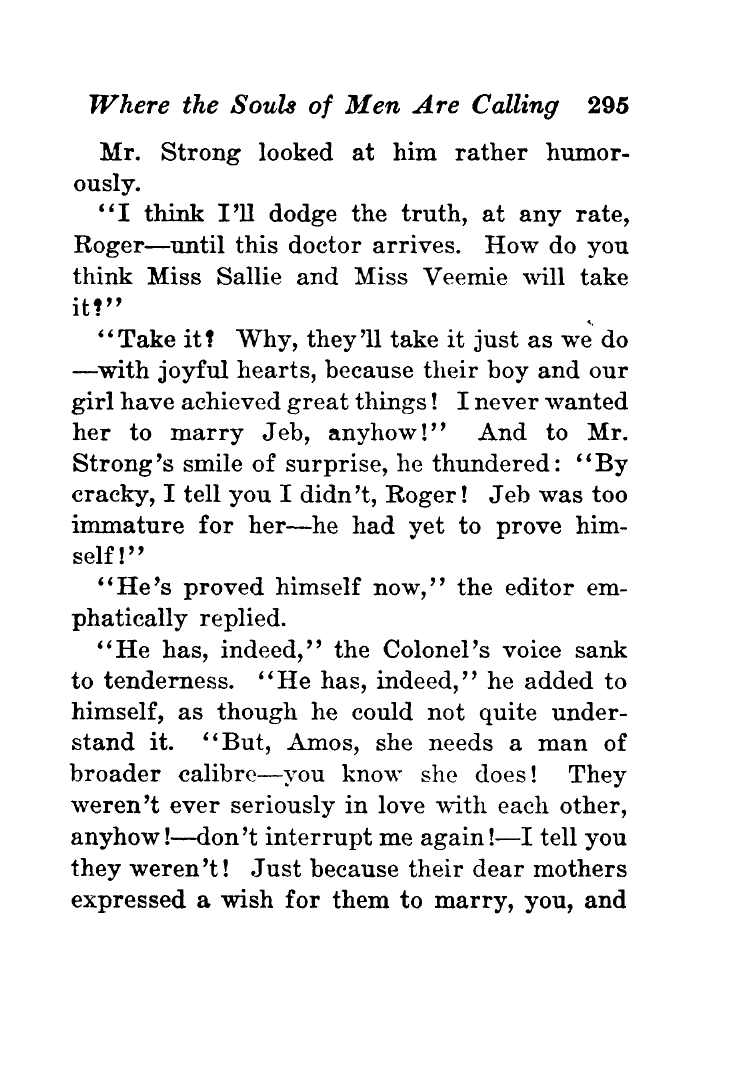 Where the Souls of Men Are Calling 295
Mr. Strong looked at him rather humor-
ously.
“I think I’ll dodge the truth, at any rate,
Roger—until this doctor arrives. How do you
think Miss Sallie and Miss Veemie will take
it?”
“Take it? Why, they’ll take it just as we do
—with joyful hearts, because their boy and our
girl have achieved great things! I never wanted
her to marry Jeb, anyhow!” And to Mr.
Strong’s smile of surprise, he thundered: “By
cracky, I tell you I didn’t, Roger! Jeb was too
immature for her—he had yet to prove him-
self!”
“He’s proved himself now,” the editor em-
phatically replied.
“He has, indeed,” the Colonel’s voice sank
to tenderness. “He has, indeed,” he added to
himself, as though he could not quite under-
stand it. “But, Amos, she needs a man of
broader calibre—you know she does! They
weren’t ever seriously in love with each other,
anyhow!—don’t interrupt me again!—I tell you
they weren’t! Just because their dear mothers
expressed a wish for them to marry, you, and